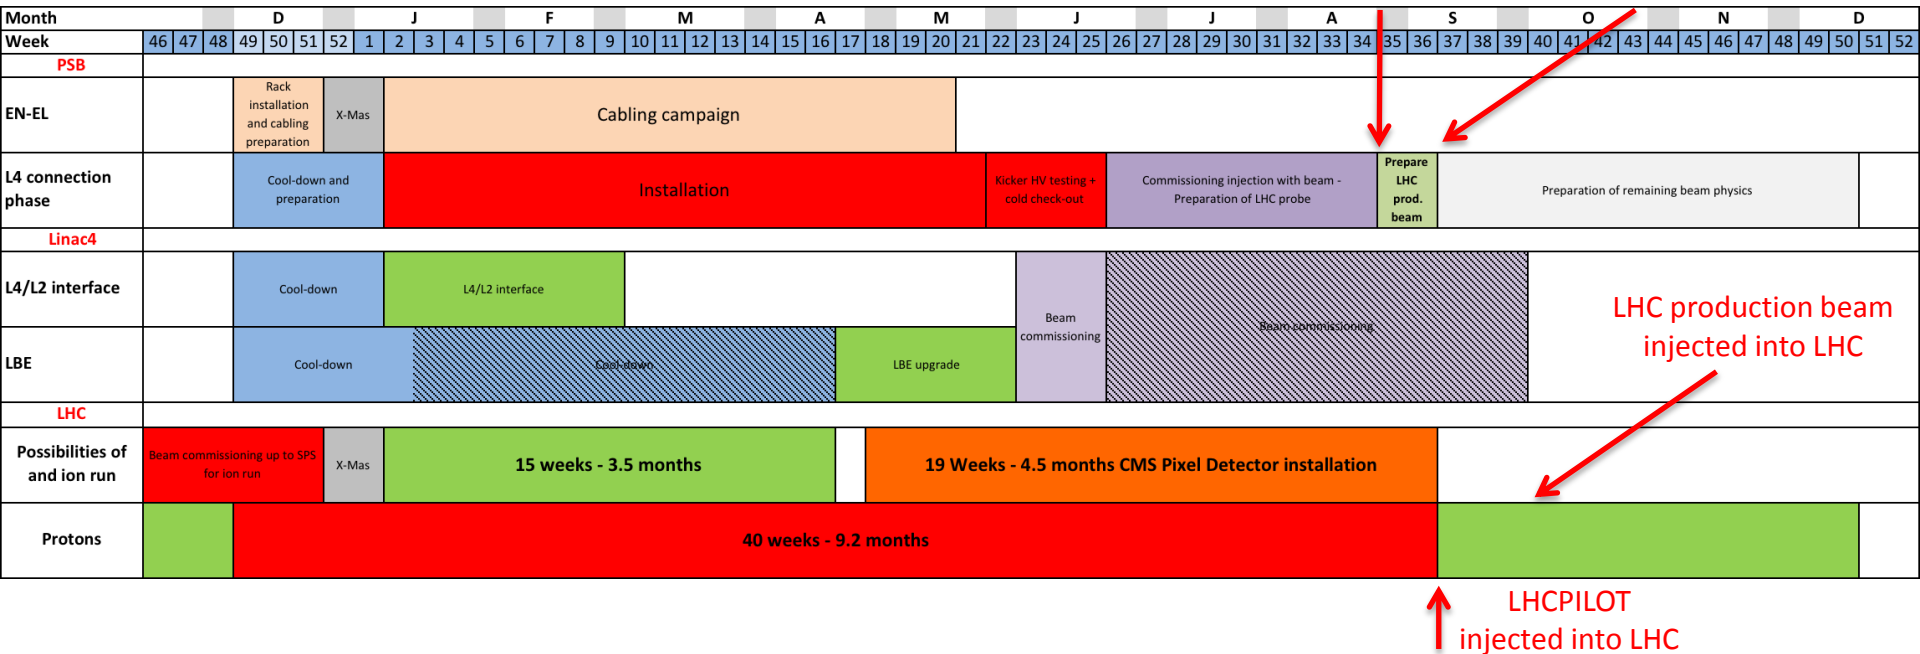 Month D J F M A M J J A S O N D
Week 46 47 48 49 50 51 52 1 2 3 4 5 6 7 8 9 10 11 12 13 14 15 16 17 18 19 20 21 22 23 24 25 26 27 28 29 30 31 32 33 34 35 36 37 38 39 40 41 42 43 44 45 46 47 48 49 50 51 52
PSB
EN-EL
Rack
installation
and cabling
preparation
X-Mas
Cabling campaign
L4 connection
phase
Cool-down and
preparation
Installation
Kicker HV testing +
cold check-out
Commissioning injection with beam -
Preparation of LHC probe
Prepare
LHC
prod.
beam
Preparation of remaining beam physics
Linac4
L4/L2 interface
Cool-down
L4/L2 interface
Beam
commissioning
Beam commissioning
LHC production beam
injected into LHC
LBE
Cool-down
Cool-down
LBE upgrade
LHC
Possibilities of
and ion run
Beam commissioning up to SPS
for ion run
X-Mas
15 weeks - 3.5 months
19 Weeks - 4.5 months CMS Pixel Detector installation
Protons
40 weeks - 9.2 months
LHCPILOT
injected into LHC